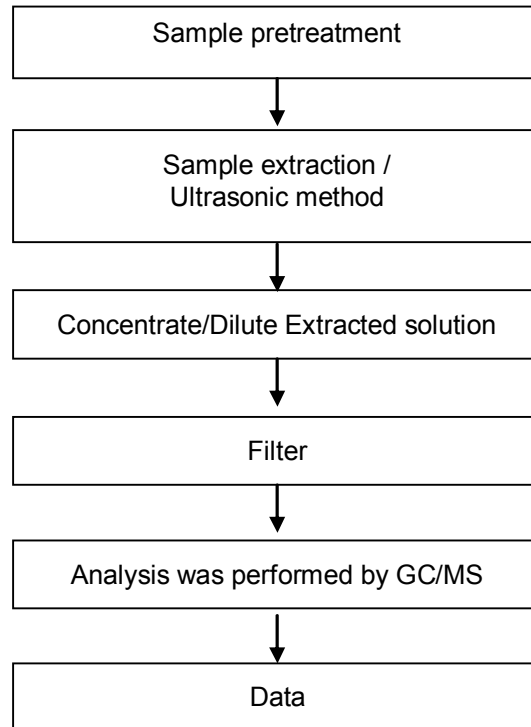 Sample pretreatment
Sample extraction /
Ultrasonic method
Concentrate/Dilute Extracted solution
Filter
Analysis was performed by GC/MS
Data